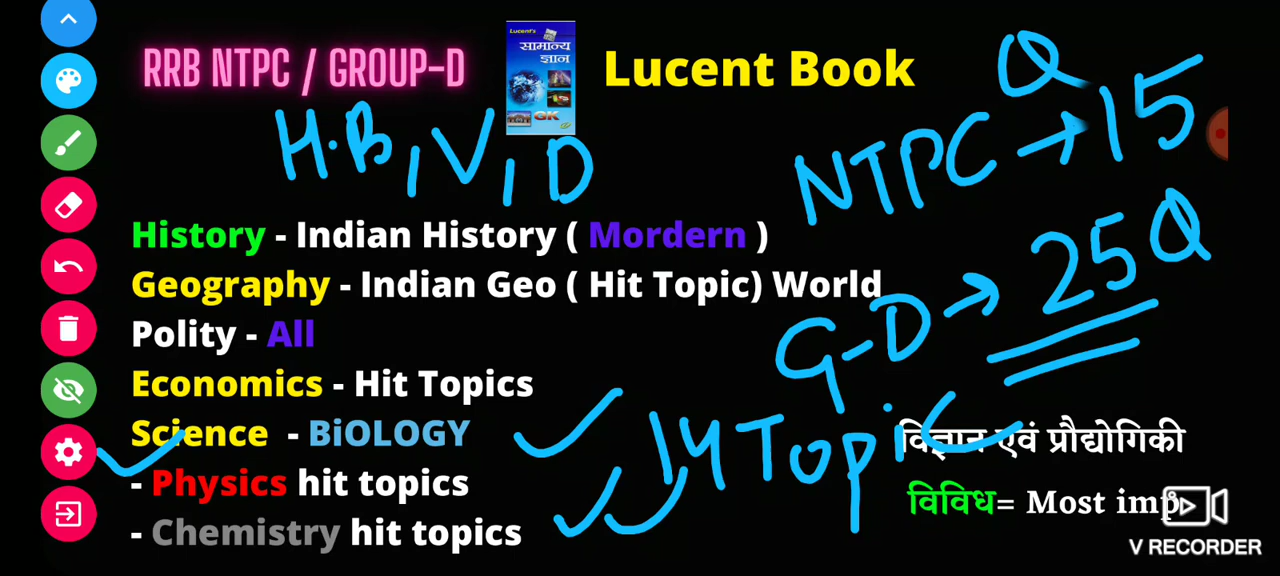 RRB NTPC / GROUP-D
Lucent's
सामान्य
ज्ञान
GK
Lucent Book
Q
NTPC → 15
H.B, V, D
History - Indian History ( Mordern )
Geography - Indian Geo ( Hit Topic) World
G-D → 25 Q
Polity - All
Economics - Hit Topics
Science - BiOLOGY
14 Topic
विज्ञान एवं प्रौद्योगिकी
- Physics hit topics
विविध= Most imp
- Chemistry hit topics
V RECORDER